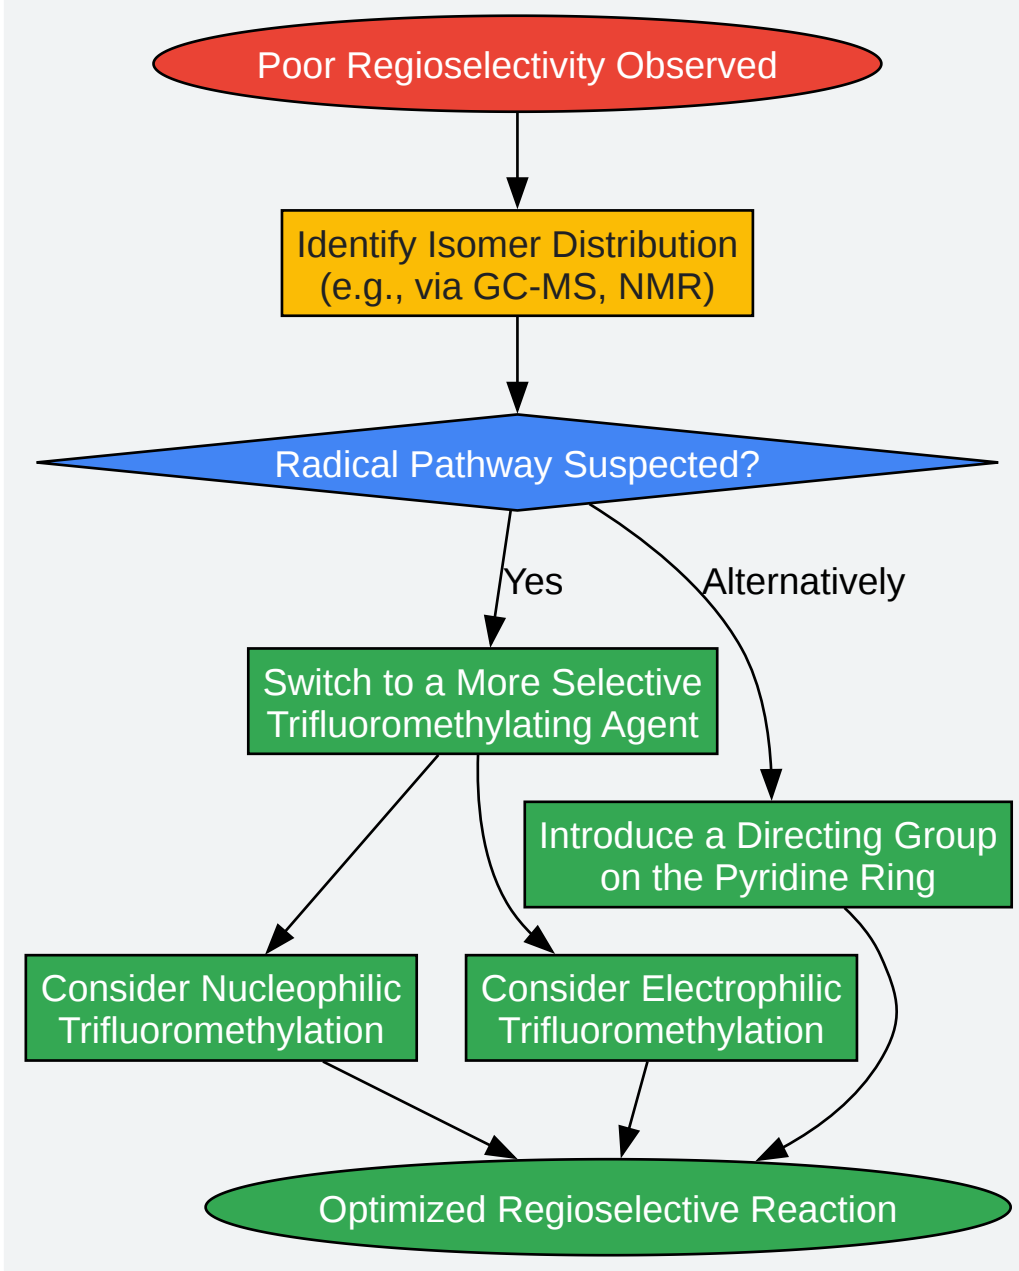 Poor Regioselectivity Observed
Identify Isomer Distribution
(e.g., via GC-MS, NMR)
Radical Pathway Suspected?
Yes
Alternatively
Switch to a More Selective
Trifluoromethylating Agent
Introduce a Directing Group
on the Pyridine Ring
Consider Nucleophilic
Trifluoromethylation
Consider Electrophilic
Trifluoromethylation
Optimized Regioselective Reaction